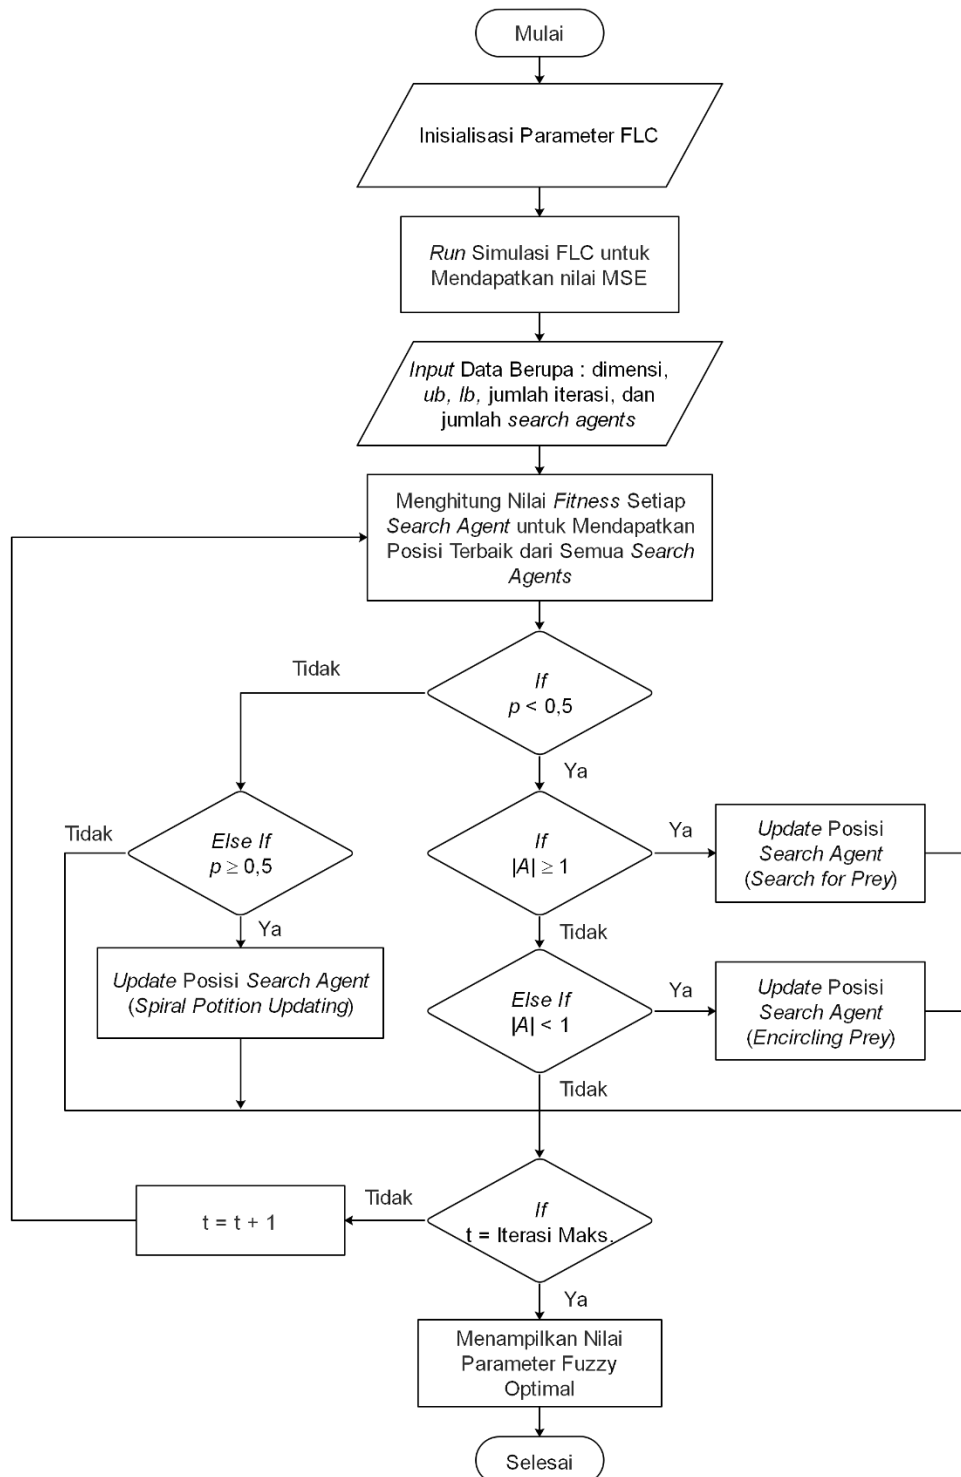 Mulai
Inisialisasi Parameter FLC
Run Simulasi FLC untuk
Mendapatkan nilai MSE
Input Data Berupa : dimensi,
ub, lb, jumlah iterasi, dan
jumlah search agents
Menghitung Nilai Fitness Setiap
Search Agent untuk Mendapatkan
Posisi Terbaik dari Semua Search
Agents
Tidak
If
p < 0,5
Ya
Tidak
Else If
p ≥ 0,5
If
|A| ≥ 1
Ya
Update Posisi
Search Agent
(Search for Prey)
Ya
Tidak
Update Posisi Search Agent
(Spiral Potition Updating)
Else If
|A| < 1
Ya
Update Posisi
Search Agent
(Encircling Prey)
Tidak
t = t + 1
Tidak
If
t = Iterasi Maks.
Ya
Menampilkan Nilai
Parameter Fuzzy
Optimal
Selesai